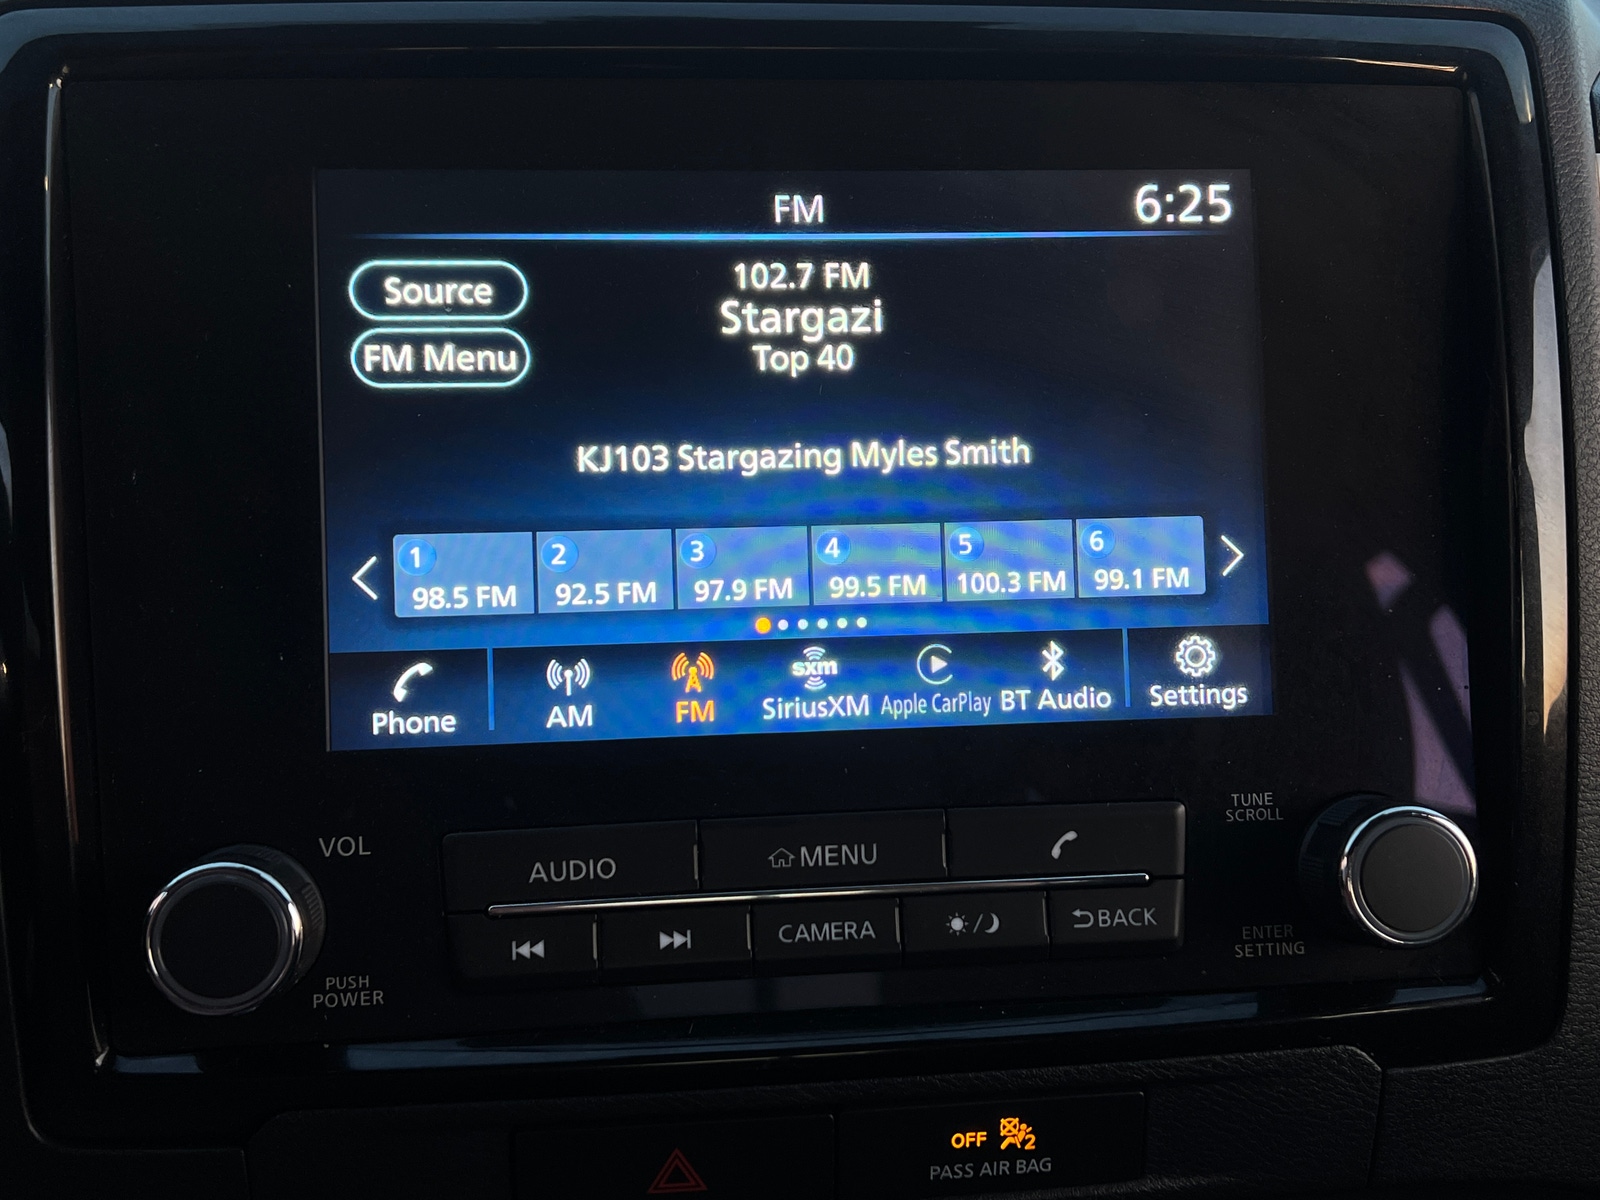 FM
6:25
Source
FM Menu
102.7 FM
Stargazi
Top 40
KJ103 Stargazing Myles Smith
1
98.5 FM
2
92.5 FM
3
97.9 FM
4
99.5 FM
5
100.3 FM
6
99.1 FM
Phone
AM
FM
sxm
SiriusXM
Apple CarPlay
BT Audio
Settings
VOL
PUSH
POWER
AUDIO
MENU
CAMERA
BACK
TUNE
SCROLL
ENTER
SETTING
OFF
2
PASS AIR BAG